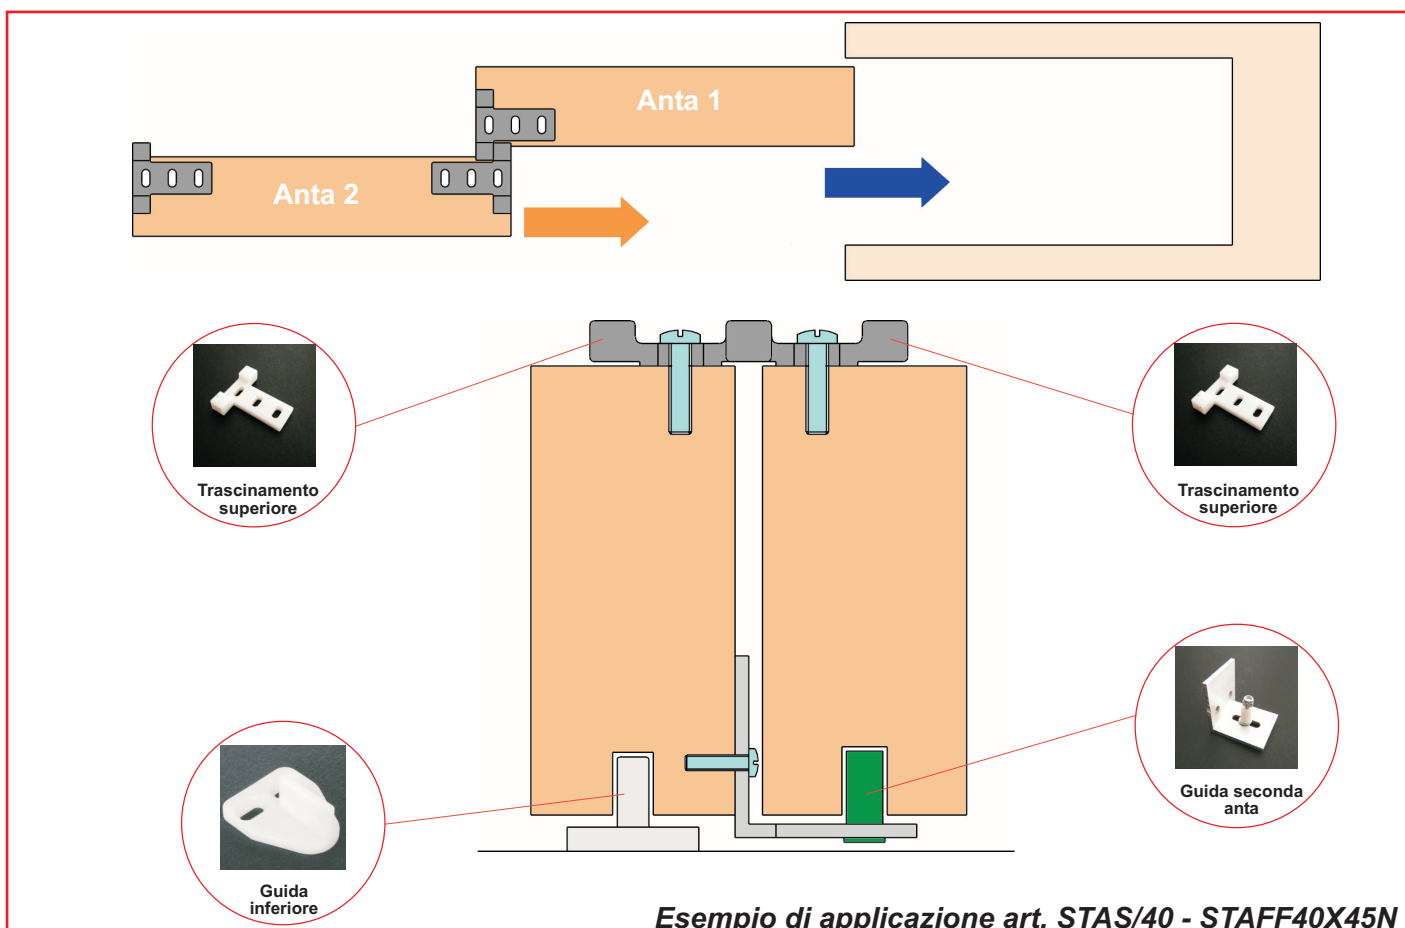 Anta 1
Anta 2
Trascinamento
superiore
Trascinamento
superiore
Guida seconda
anta
Guida
inferiore
Esempio di applicazione art. STAS/40 - STAFF40X45N